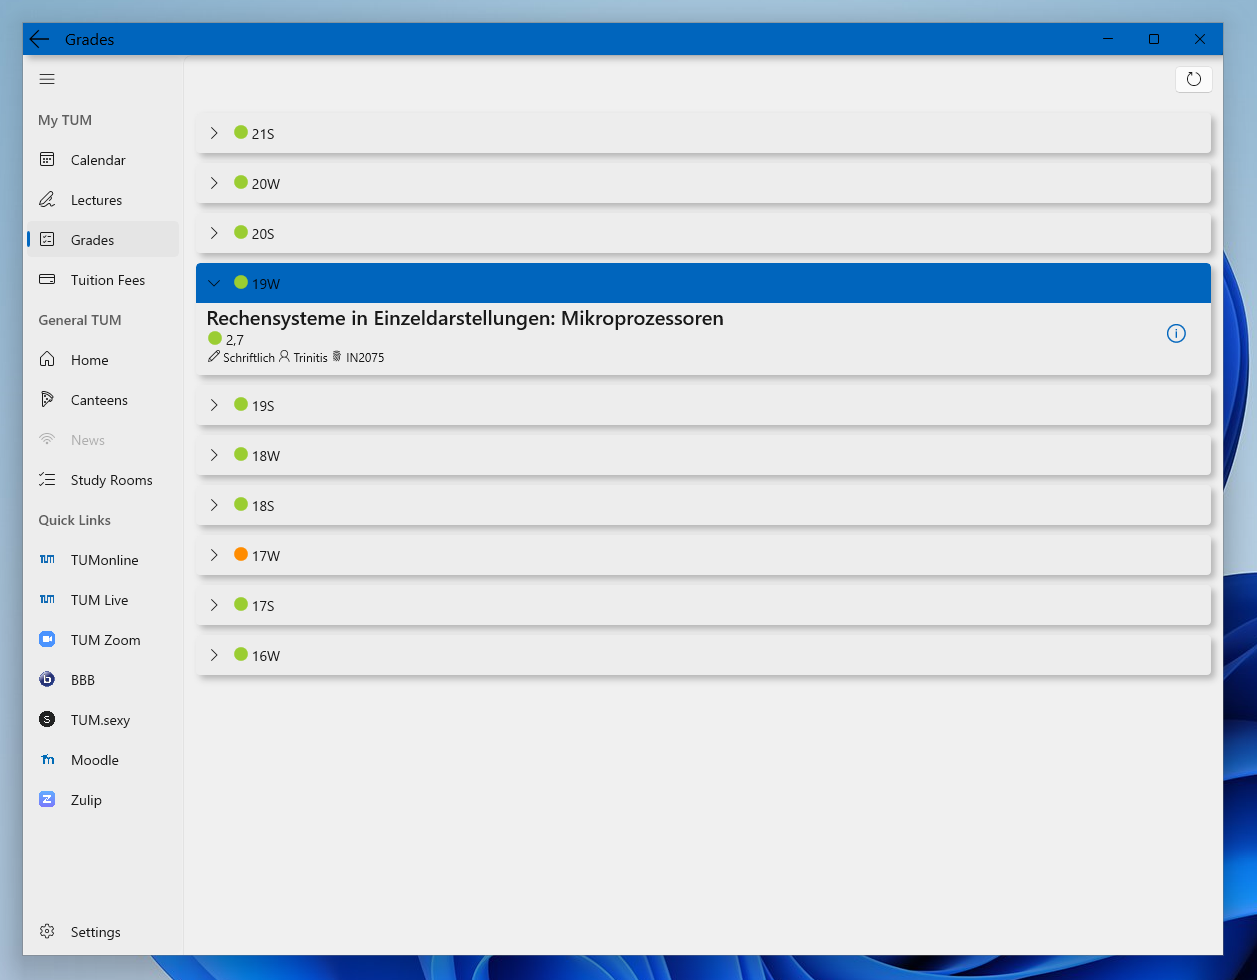 Grades
My TUM
Calendar
Lectures
Grades
Tuition Fees
General TUM
Home
Canteens
News
Study Rooms
Quick Links
TUMonline
TUM Live
TUM Zoom
BBB
TUM.sexy
Moodle
Zulip
Settings
21S
20W
20S
19W
Rechensysteme in Einzeldarstellungen: Mikroprozessoren
2,7
Schriftlich Trinitis IN2075
19S
18W
18S
17W
17S
16W